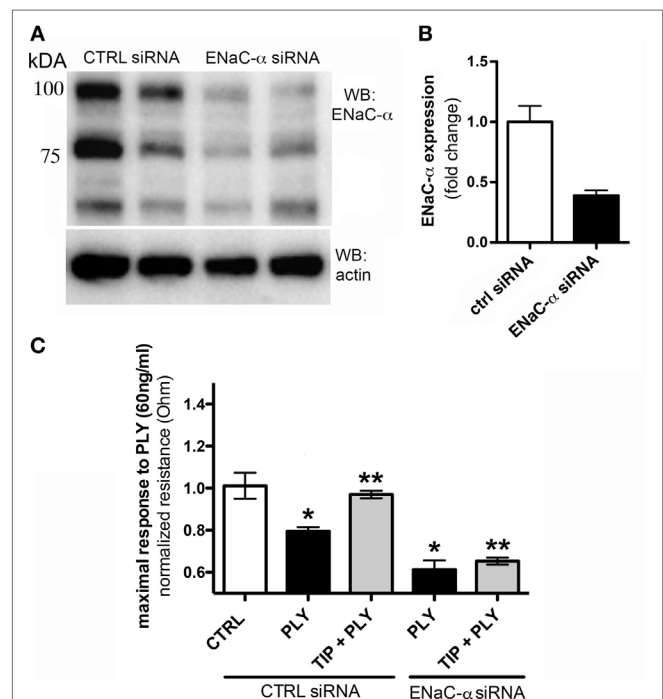 A
kDA
CTRL siRNA ENaC-α siRNA
100
75
WB:
ENaC-α
WB:
actin
B
ENaC-α expression
(fold change)
1.5
1.0
0.5
0.0
ctrl siRNA
ENaC-α siRNA
C
maximal response to PLY (60ng/ml)
normalized resistance (Ohm)
1.4
1.2
1.0
0.8
0.6
*
**
*
**
CTRL
PLY
TIP + PLY
PLY
TIP + PLY
CTRL siRNA
ENaC-α siRNA